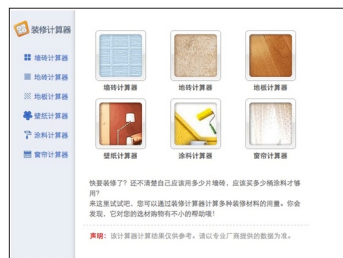 装修计算器
墙砖计算器
地砖计算器
地板计算器
壁纸计算器
涂料计算器
窗帘计算器
墙砖计算器 地砖计算器 地板计算器
壁纸计算器 涂料计算器 窗帘计算器
快要装修了？还不清楚自己应该用多少片墙砖，应该买多少桶涂料才够
用？
来这里试试吧，您可以通过装修计算器计算多种装修材料的用量。你会
发现，它对您的选材购物有不小的帮助哦！
声明：该计算器计算结果仅供参考。请以专业厂商提供的数据为准。